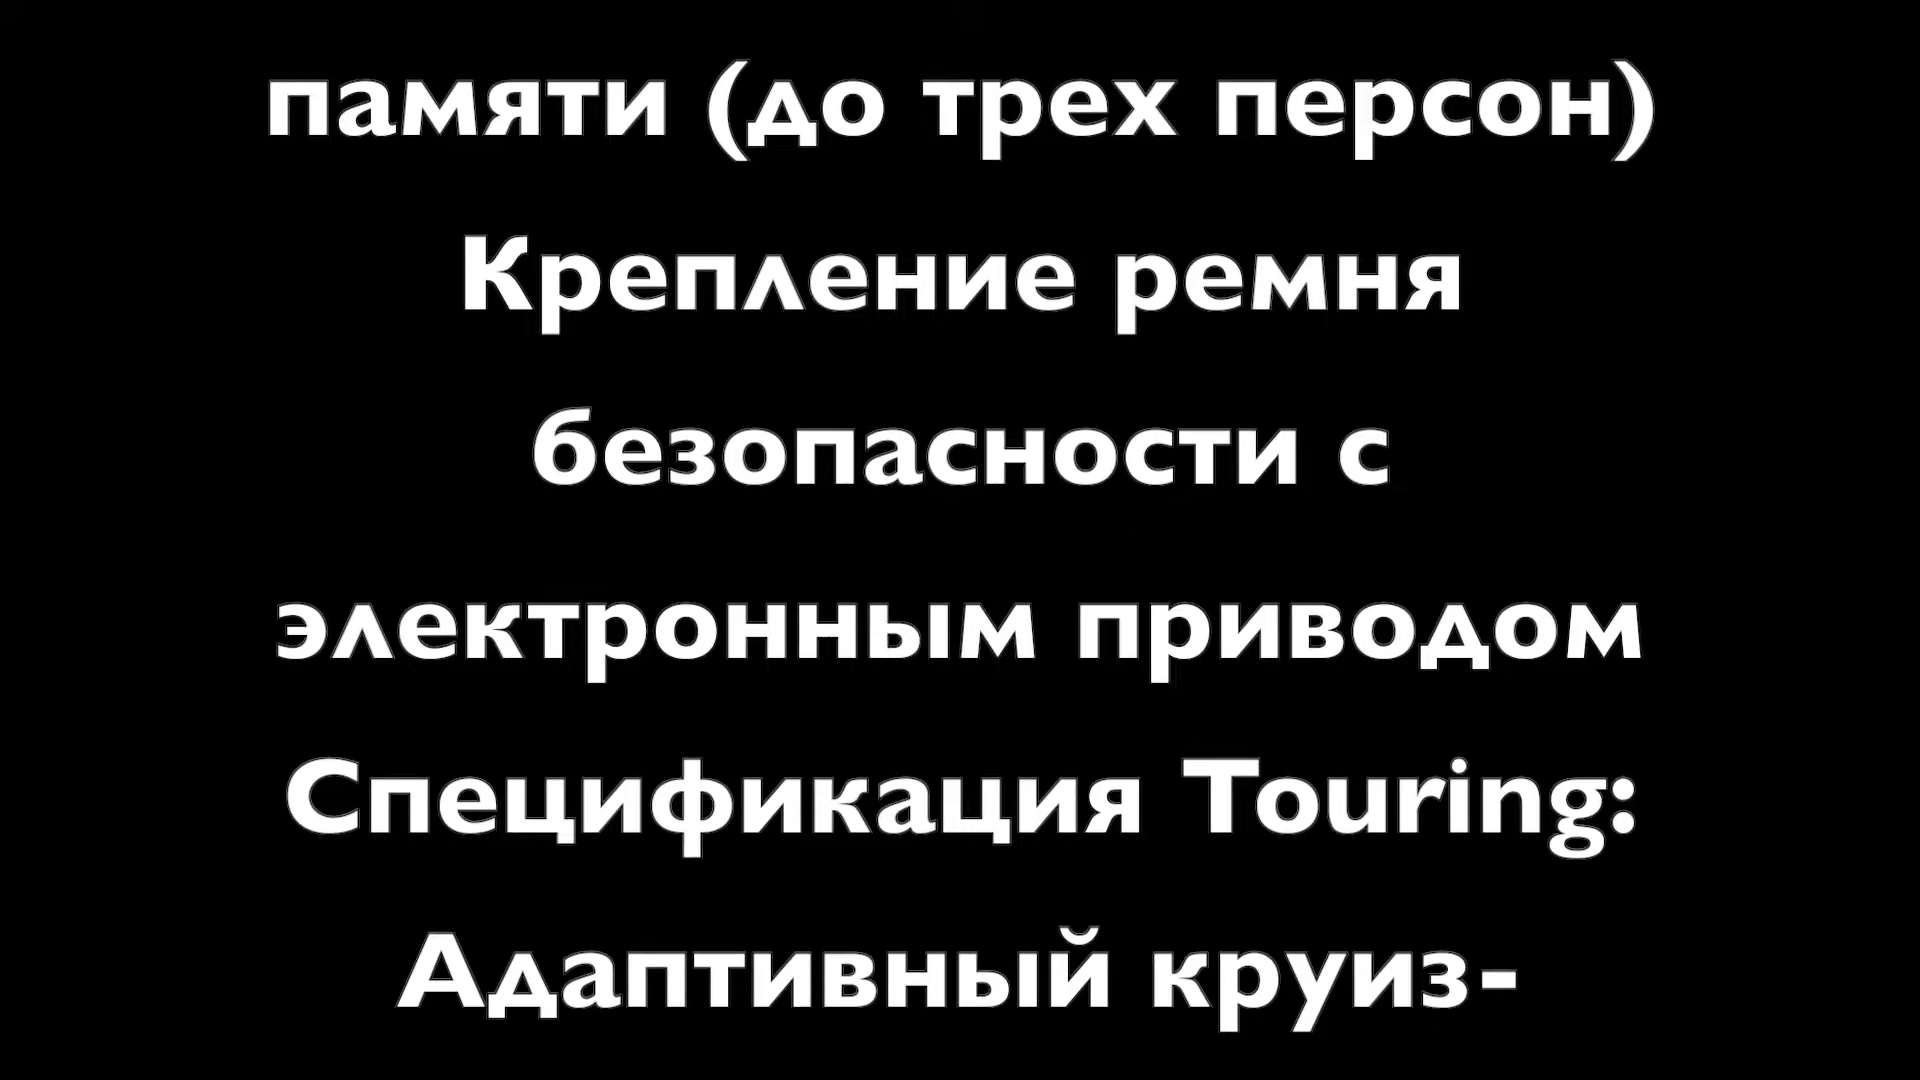 памяти (до трех персон)
Крепление ремня
безопасности с
электронным приводом
Спецификация Touring:
Адаптивный круиз-